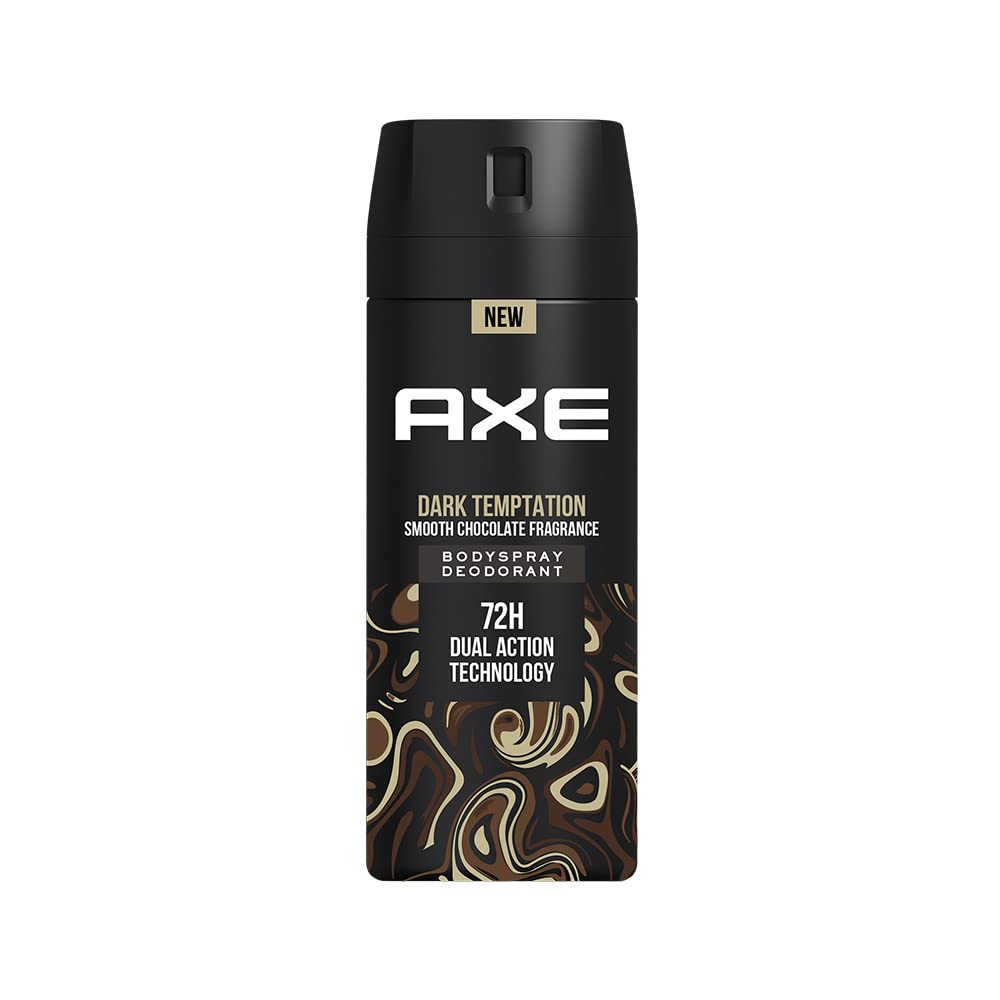 NEW
AXE
DARK TEMPTATION
SMOOTH CHOCOLATE FRAGRANCE
BODYSPRAY
DEODORANT
72H
DUAL ACTION
TECHNOLOGY